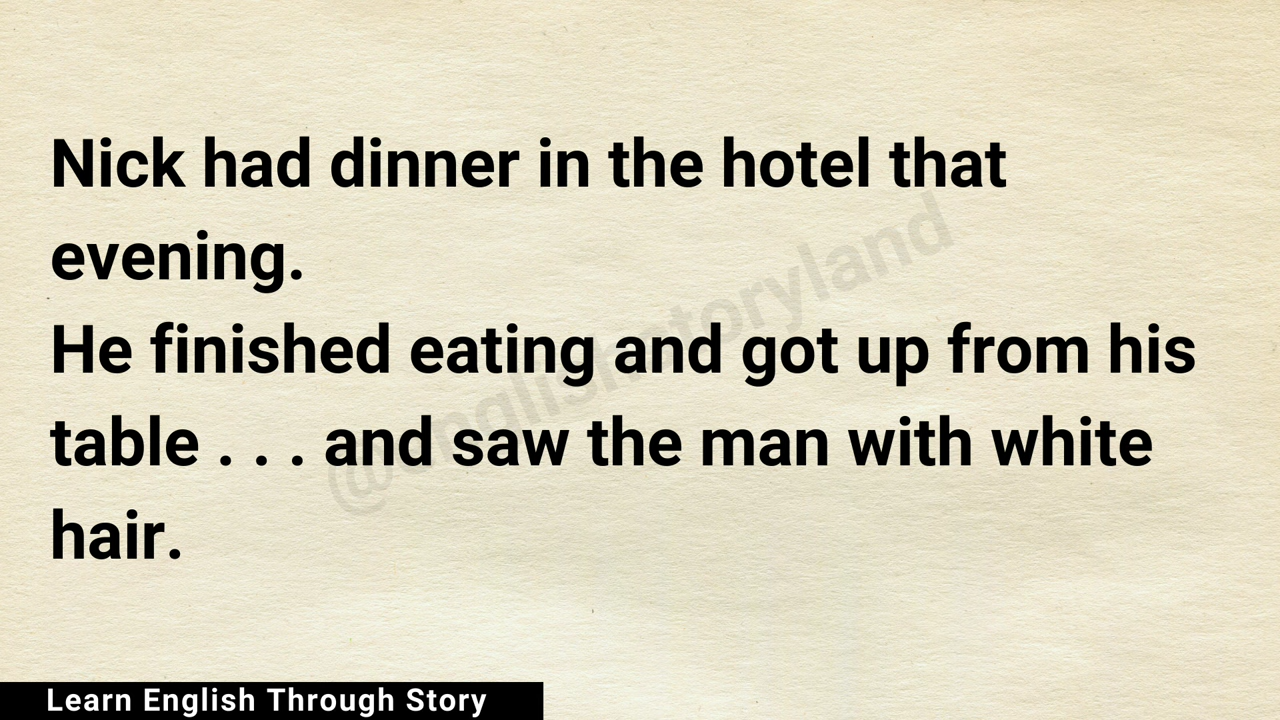 Nick had dinner in the hotel that
evening.
He finished eating and got up from his
table . . . and saw the man with white
hair.
@englishstoryland
Learn English Through Story